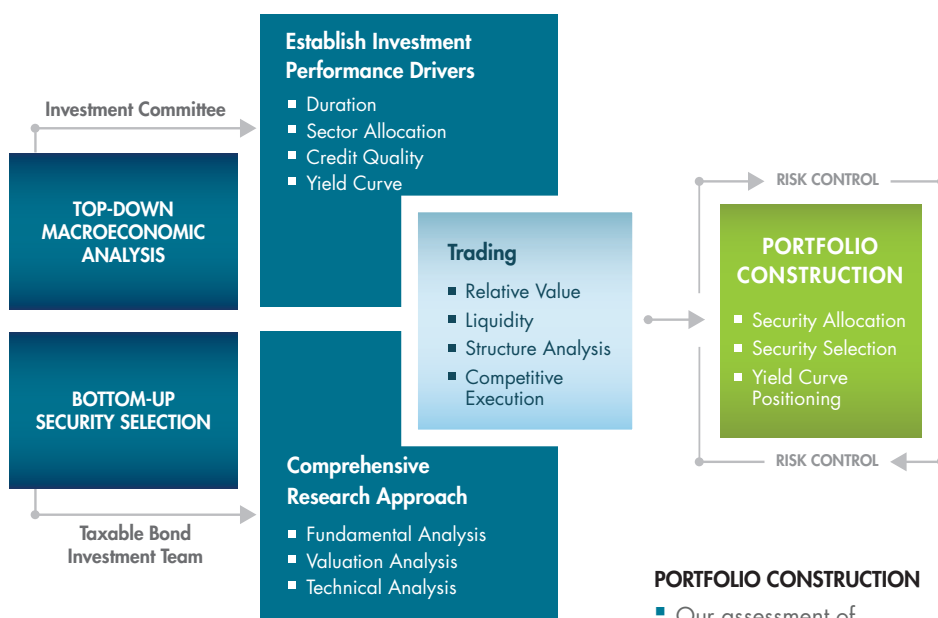 Establish Investment
Performance Drivers
Duration
Sector Allocation
Credit Quality
Yield Curve
Investment Committee
TOP-DOWN
MACROECONOMIC
ANALYSIS
BOTTOM-UP
SECURITY SELECTION
Taxable Bond
Investment Team
Comprehensive
Research Approach
Fundamental Analysis
Valuation Analysis
Technical Analysis
Trading
Relative Value
Liquidity
Structure Analysis
Competitive
Execution
RISK CONTROL
PORTFOLIO
CONSTRUCTION
Security Allocation
Security Selection
Yield Curve
Positioning
RISK CONTROL
PORTFOLIO CONSTRUCTION
Our assessment of